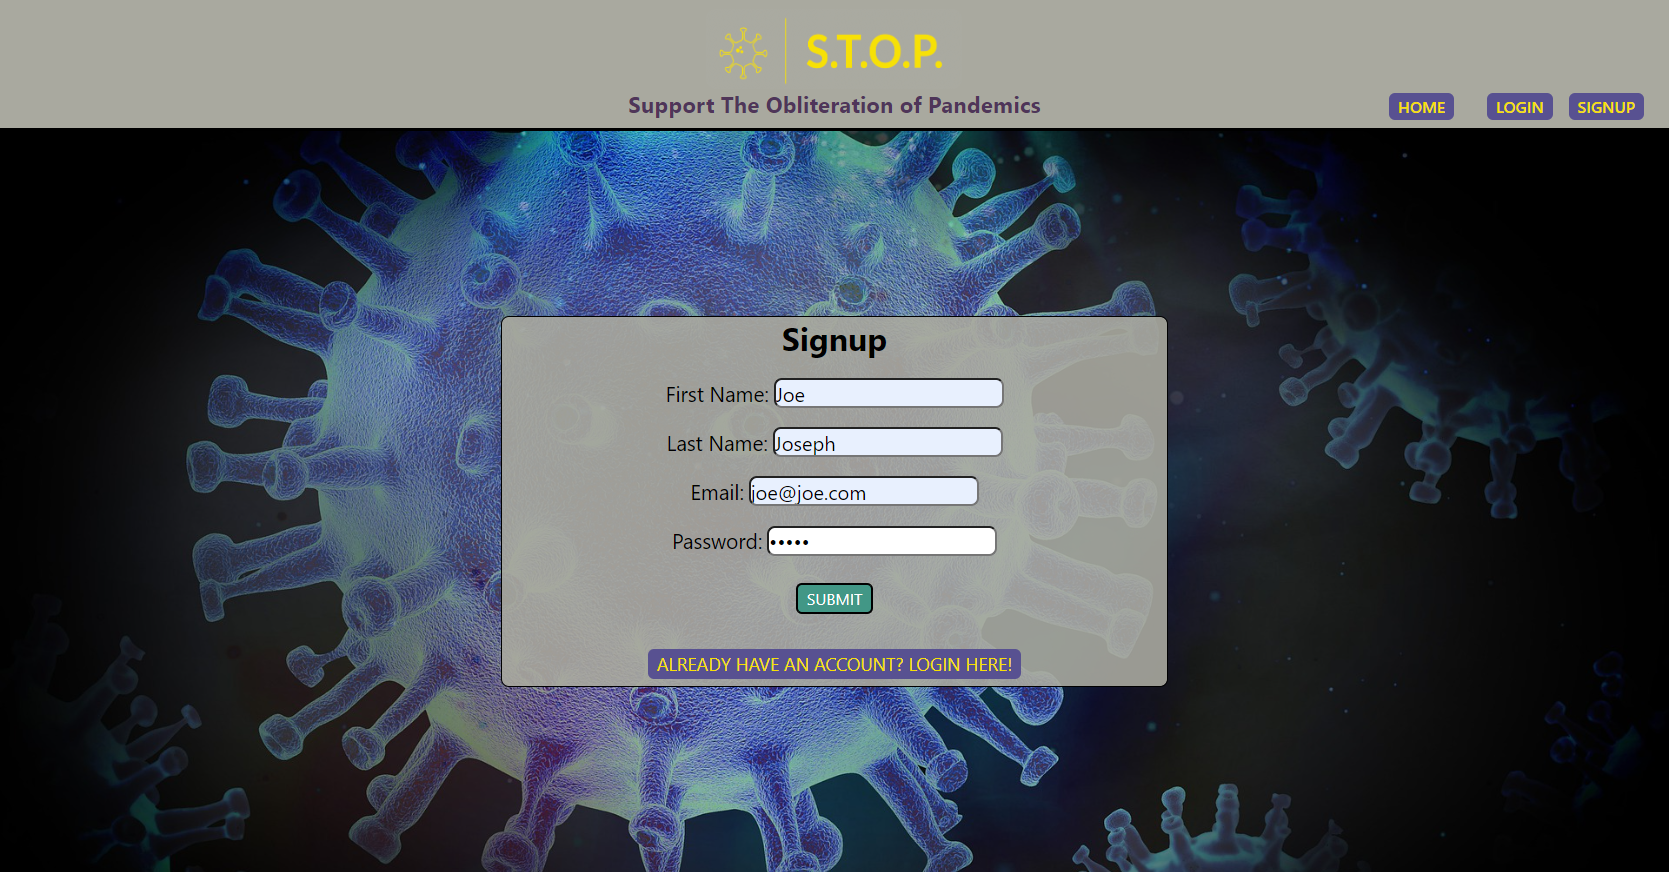 S.T.O.P.
Support The Obliteration of Pandemics
HOME LOGIN SIGNUP
Signup
First Name: Joe
Last Name: Joseph
Email: joe@joe.com
Password: •••••
SUBMIT
ALREADY HAVE AN ACCOUNT? LOGIN HERE!